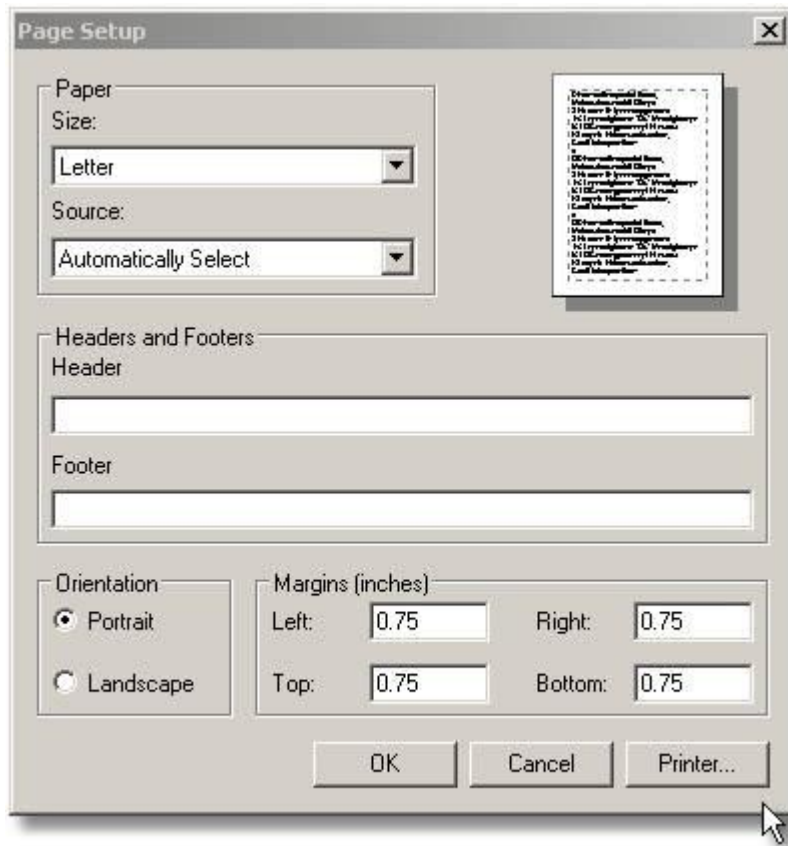 Page Setup
Paper
Size:
Letter
Source:
Automatically Select
Headers and Footers
Header
Footer
Orientation
Portrait
Landscape
Margins (inches)
Left: 0.75 Right: 0.75
Top: 0.75 Bottom: 0.75
OK Cancel Printer...